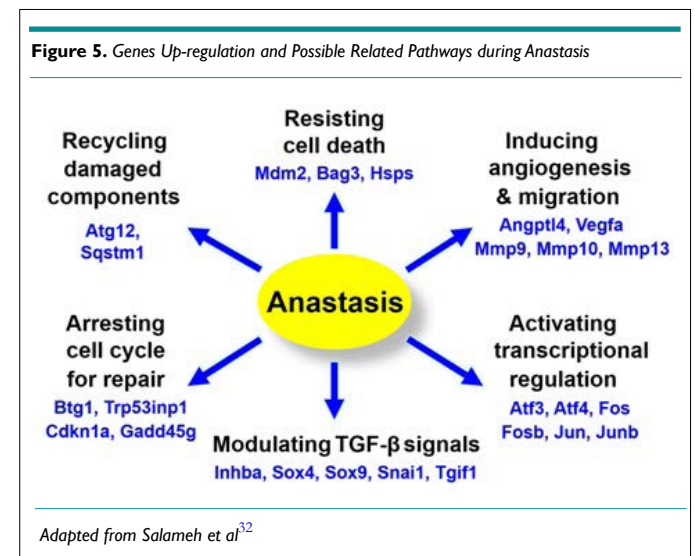 Figure 5. Genes Up-regulation and Possible Related Pathways during Anastasis
Resisting
cell death
Mdm2, Bag3, Hsps
Recycling
damaged
components
Atg12,
Sqstm1
Inducing
angiogenesis
& migration
Angptl4, Vegfa
Mmp9, Mmp10, Mmp13
Anastasis
Arresting
cell cycle
for repair
Btg1, Trp53inp1
Cdkn1a, Gadd45g
Activating
transcriptional
regulation
Atf3, Atf4, Fos
Fosb, Jun, Junb
Modulating TGF-β signals
Inhba, Sox4, Sox9, Snai1, Tgif1
Adapted from Salameh et al32